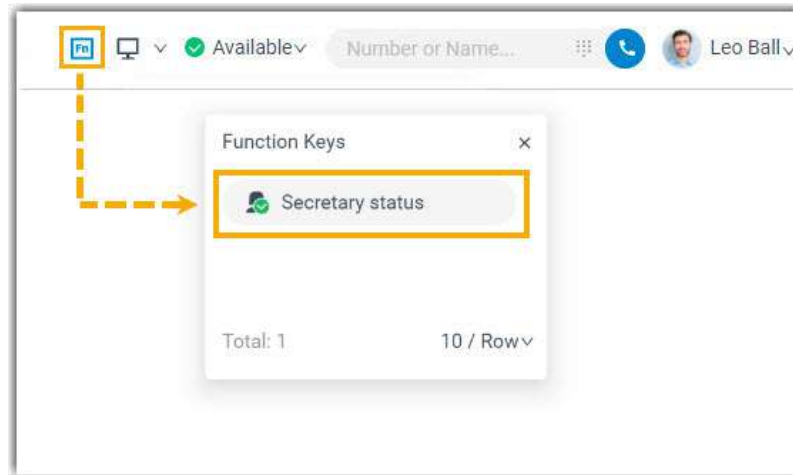 Fn Available Number or Name... Leo Ball
Function Keys
Secretary status
Total: 1 10 / Row